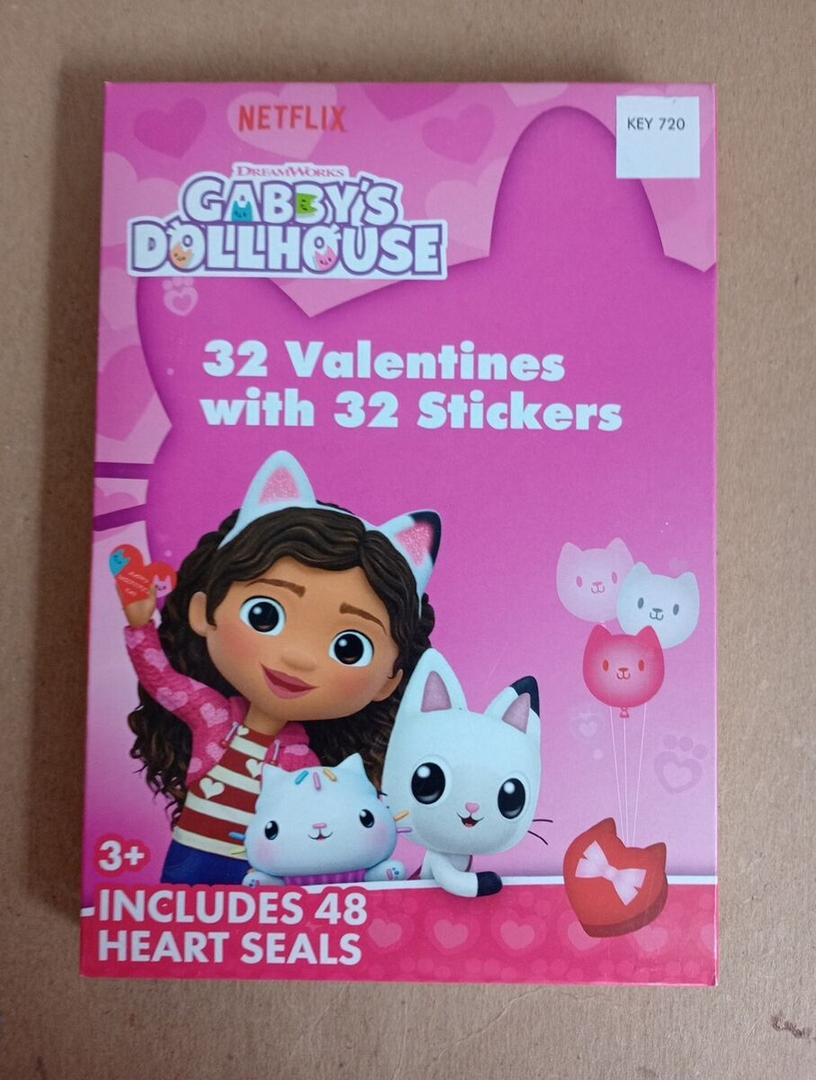 NETFLIX
KEY 720
DREAMWORKS
GABBY'S
DOLLHOUSE
32 Valentines
with 32 Stickers
3+
INCLUDES 48
HEART SEALS